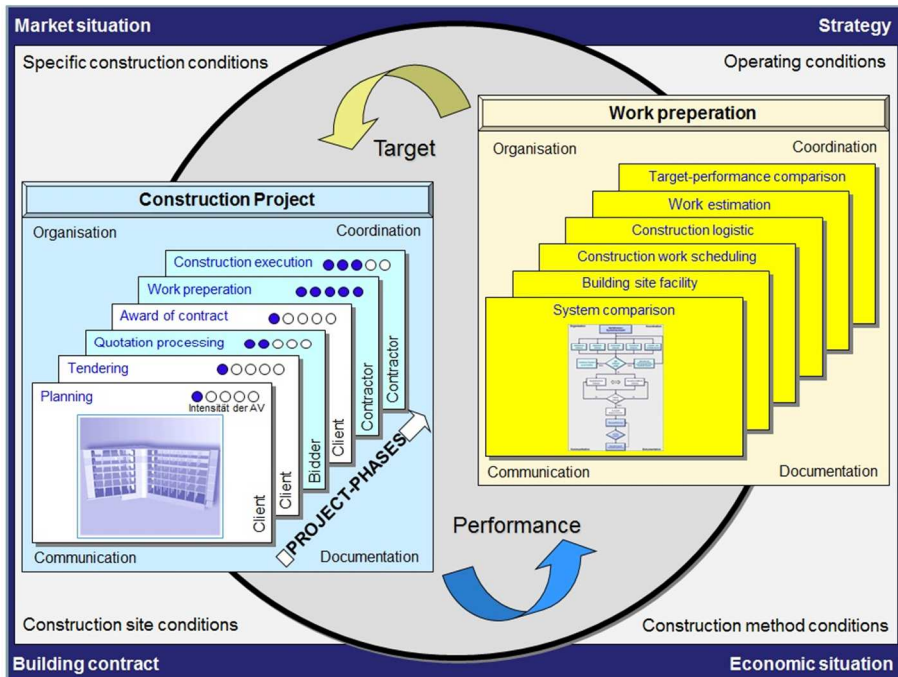 Market situation
Strategy
Specific construction conditions
Operating conditions
Target
Work preperation
Organisation
Coordination
Target-performance comparison
Work estimation
Construction logistic
Construction work scheduling
Building site facility
System comparison
Communication
Documentation
Construction Project
Organisation
Coordination
Construction execution
Work preperation
Award of contract
Quotation processing
Tendering
Planning
Intensität der AV
Client
Client
Bidder
Client
Contractor
Contractor
PROJECT-PHASES
Communication
Documentation
Performance
Construction site conditions
Construction method conditions
Building contract
Economic situation